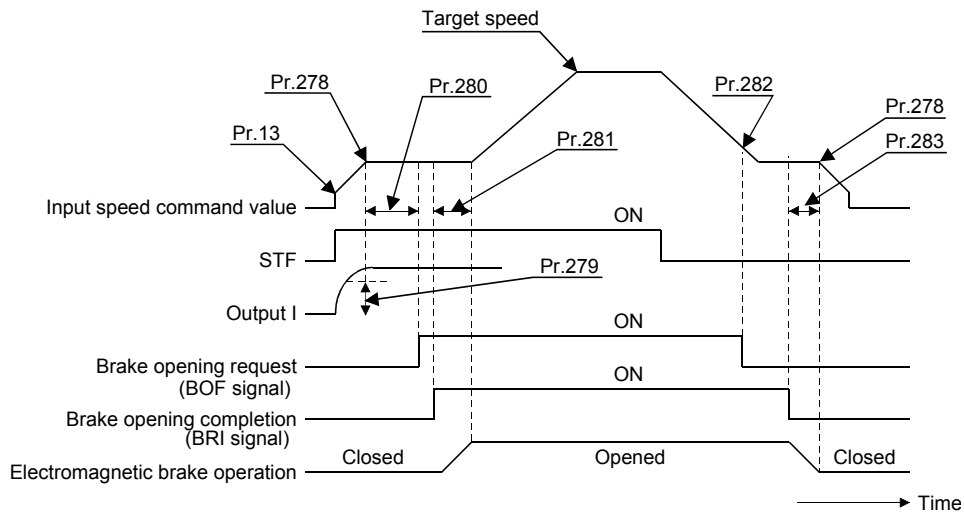 Target speed
Pr.278
Pr.280
Pr.282
Pr.278
Pr.13
Pr.281
Pr.283
Input speed command value
ON
STF
Pr.279
Output I
ON
Brake opening request
(BOF signal)
ON
Brake opening completion
(BRI signal)
Closed
Opened
Closed
Electromagnetic brake operation
Time